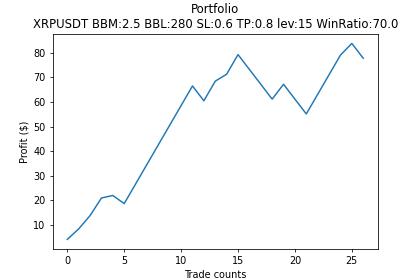 Portfolio
XRPUSDT BBM:2.5 BBL:280 SL:0.6 TP:0.8 lev:15 WinRatio:70.0
80
70
60
50
40
30
20
10
Profit ($)
0 5 10 15 20 25
Trade counts